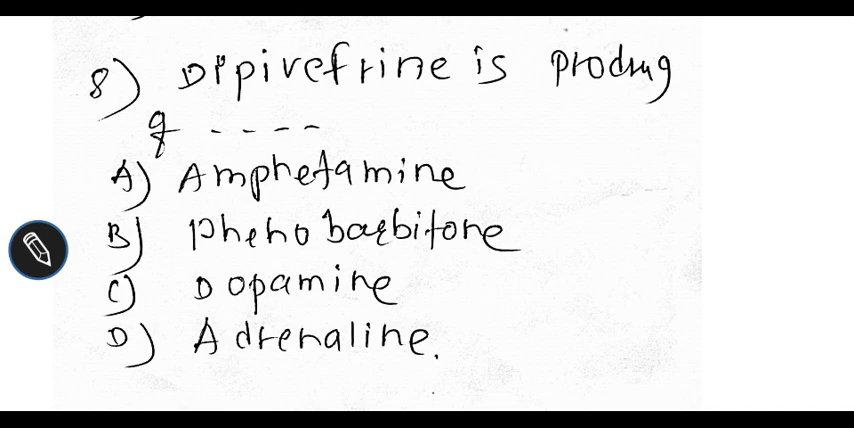 8) Dipivefrine is prodrug
of ----
A) Amphetamine
B) Phenobarbitone
C) Dopamine
D) Adrenaline.